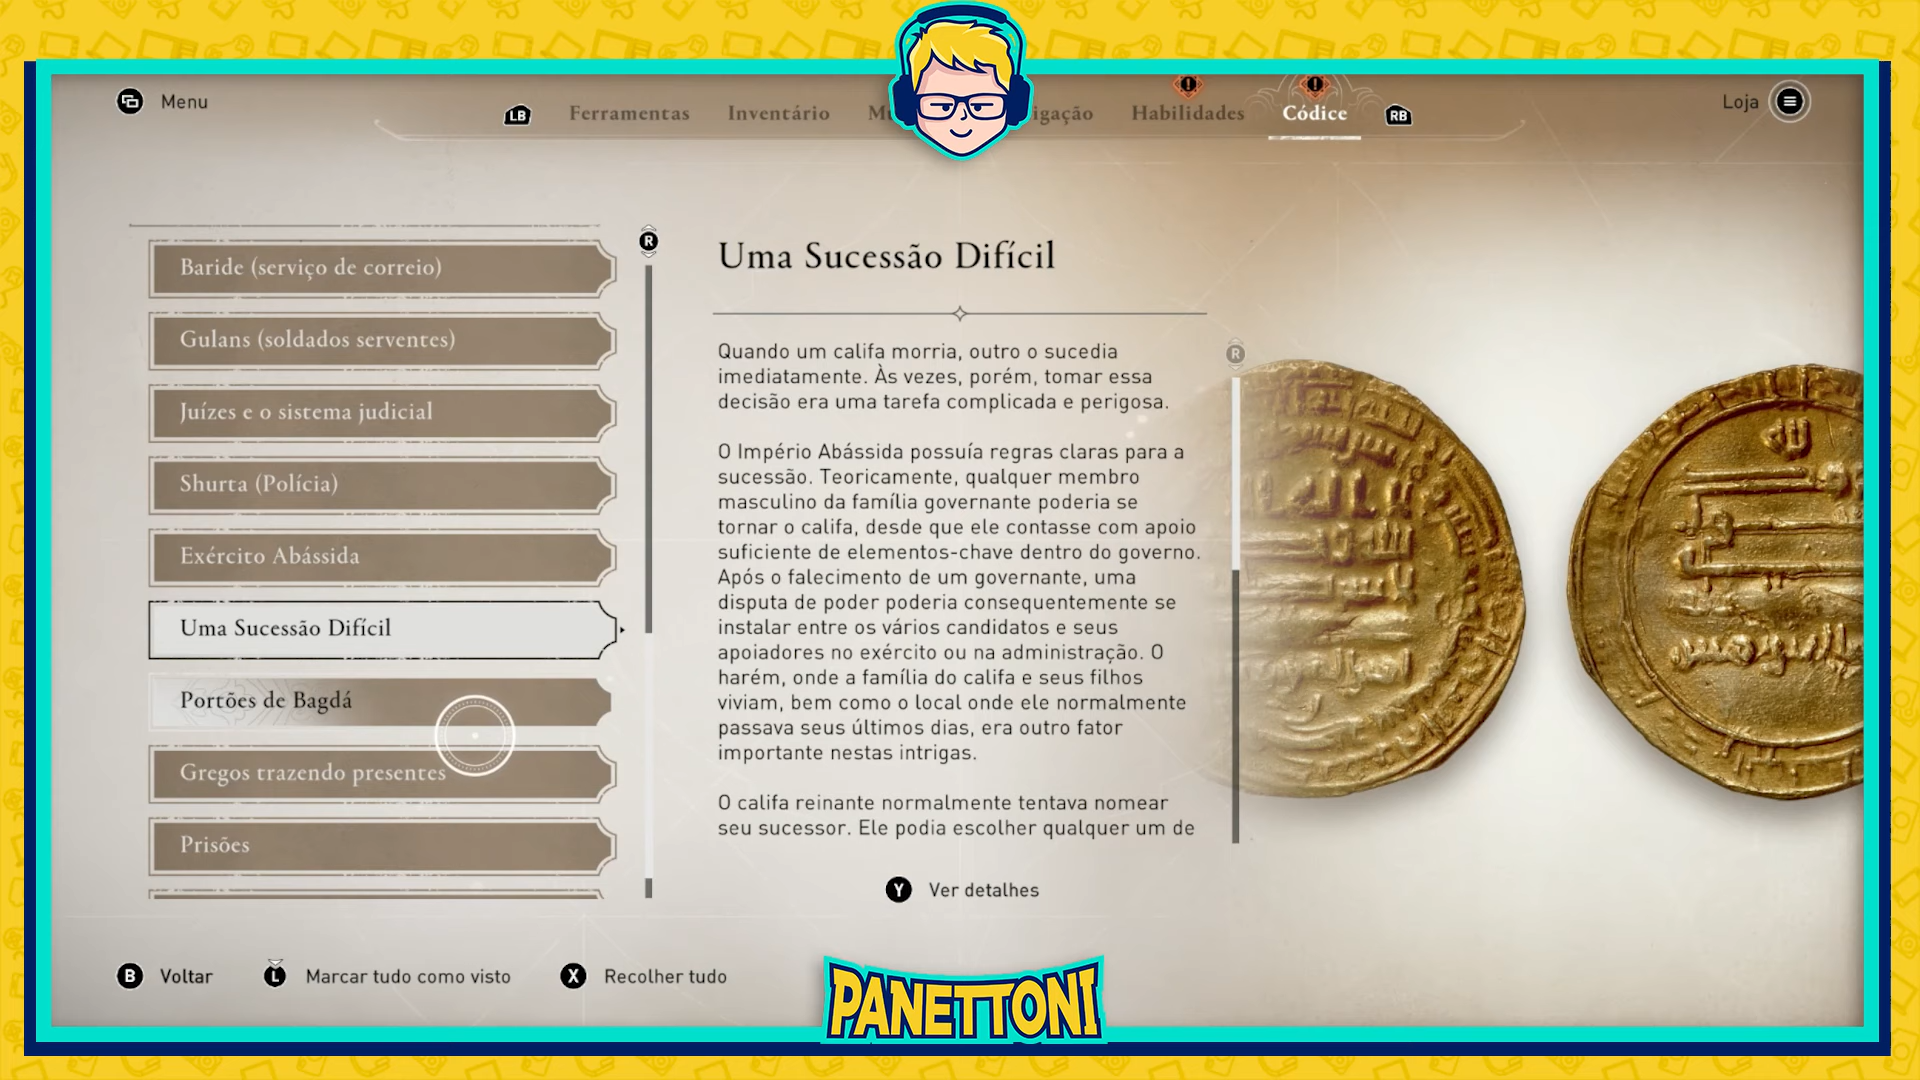 Menu
LB
Ferramentas
Inventário
Habilidades
Códice
RB
Loja
R
Baride (serviço de correio)
Gulans (soldados serventes)
Juízes e o sistema judicial
Shurta (Polícia)
Exército Abássida
Uma Sucessão Difícil
Portões de Bagdá
Gregos trazendo presentes
Prisões
Uma Sucessão Difícil
R
Quando um califa morria, outro o sucedia
imediatamente. Às vezes, porém, tomar essa
decisão era uma tarefa complicada e perigosa.
O Império Abássida possuía regras claras para a
sucessão. Teoricamente, qualquer membro
masculino da família governante poderia se
tornar o califa, desde que ele contasse com apoio
suficiente de elementos-chave dentro do governo.
Após o falecimento de um governante, uma
disputa de poder poderia consequentemente se
instalar entre os vários candidatos e seus
apoiadores no exército ou na administração. O
harém, onde a família do califa e seus filhos
viviam, bem como o local onde ele normalmente
passava seus últimos dias, era outro fator
importante nestas intrigas.
O califa reinante normalmente tentava nomear
seu sucessor. Ele podia escolher qualquer um de
Y Ver detalhes
B Voltar
L Marcar tudo como visto
X Recolher tudo
PANETTONI